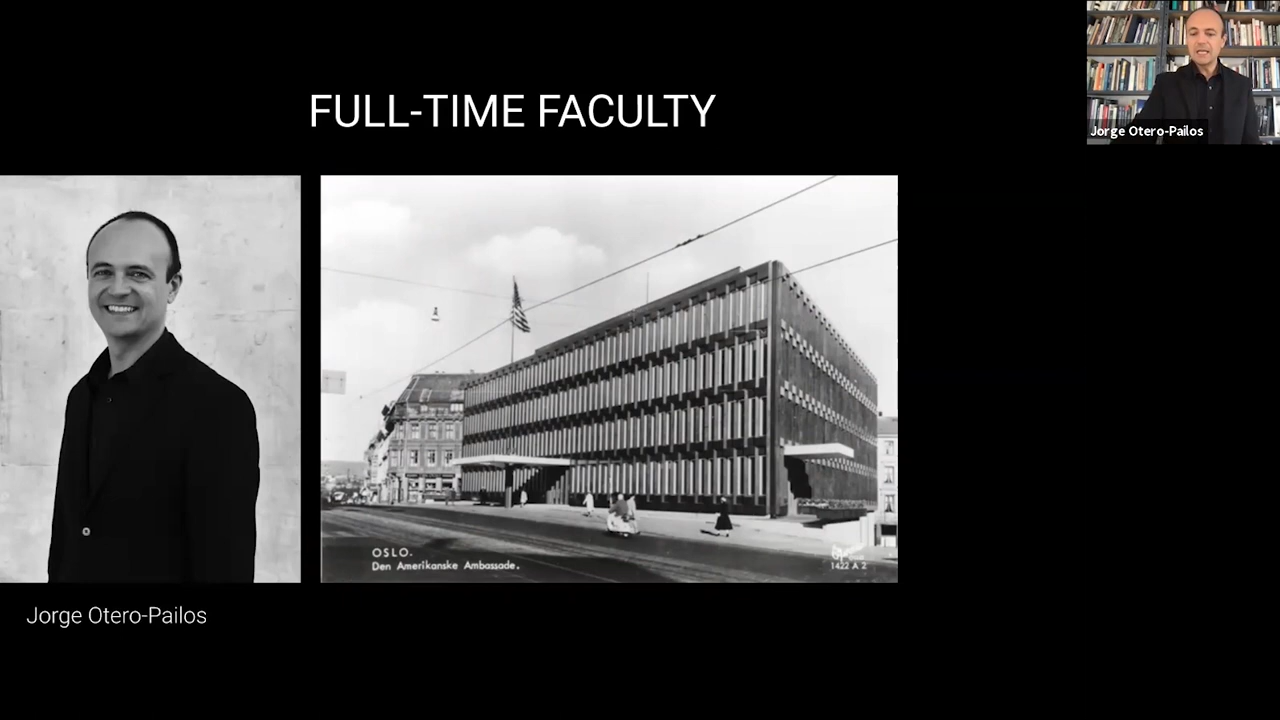 FULL-TIME FACULTY
Jorge Otero-Pailos
OSLO.
Den Amerikanske Ambassade.
1422 A 2
Jorge Otero-Pailos